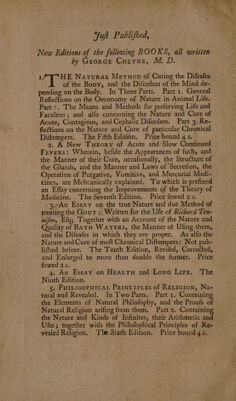 Just Published,
New Editions of the following BOOKS, all written
by GEORGE CHEYNE, M. D.
1. THE NATURAL METHOD of Curing the Diseases
of the BODY, and the Disorders of the Mind de-
pending on the Body. In Three Parts. Part 1. General
Reflections on the Oeconomy of Nature in Animal Life.
Part 2. The Means and Methods for preserving Life and
Faculties; and also concerning the Nature and Cure of
Acute, Contagious, and Cephalic Disorders. Part 3. Re-
flections on the Nature and Cure of particular Chronical
Distempers. The Fifth Edition. Price bound
2. A New THEORY of Acute and Slow Continued
FEVERS: Wherein, beside the Appearances of such, and
the Manner of their Cure, occasionally, the Structure of
the Glands, and the Manner and Laws of Secretion, the
Operation of Purgative, Vomitive, and Mercurial Medi-
cines, are Mechanically explained. To which is prefixed
an Essay concerning the Improvements of the Theory of
Medicine. The Seventh Edition. Price sewed 2 s.
3. An ESSAY on the true Nature and due Method of
treating the GOUT; Written for the Use of Richard Ten-
nison, Esq; Together with an Account of the Nature and
Quality of BATH WATERS, the Manner of Using them,
and the Diseases in which they are proper. As also the
Nature and Cure of most Chronical Distempers: Not pub-
lished before. The Tenth Edition, Revised, Corrected,
and Enlarged to more than double the former. Price
sewed 2 s.
4. An ESSAY on HEALTH and LONG LIFE. The
Ninth Edition.
5. PHILOSOPHICAL PRINCIPLES OF RELIGION, Na-
tural and Revealed. In Two Parts. Part 1. Containing
the Elements of Natural Philosophy, and the Proofs of
Natural Religion arising from them. Part 2. Containing
the Nature and Kinds of Infinites, their Arithmetic and
Uses; together with the Philosophical Principles of Re-
vealed Religion. The Sixth Edition. Price bound